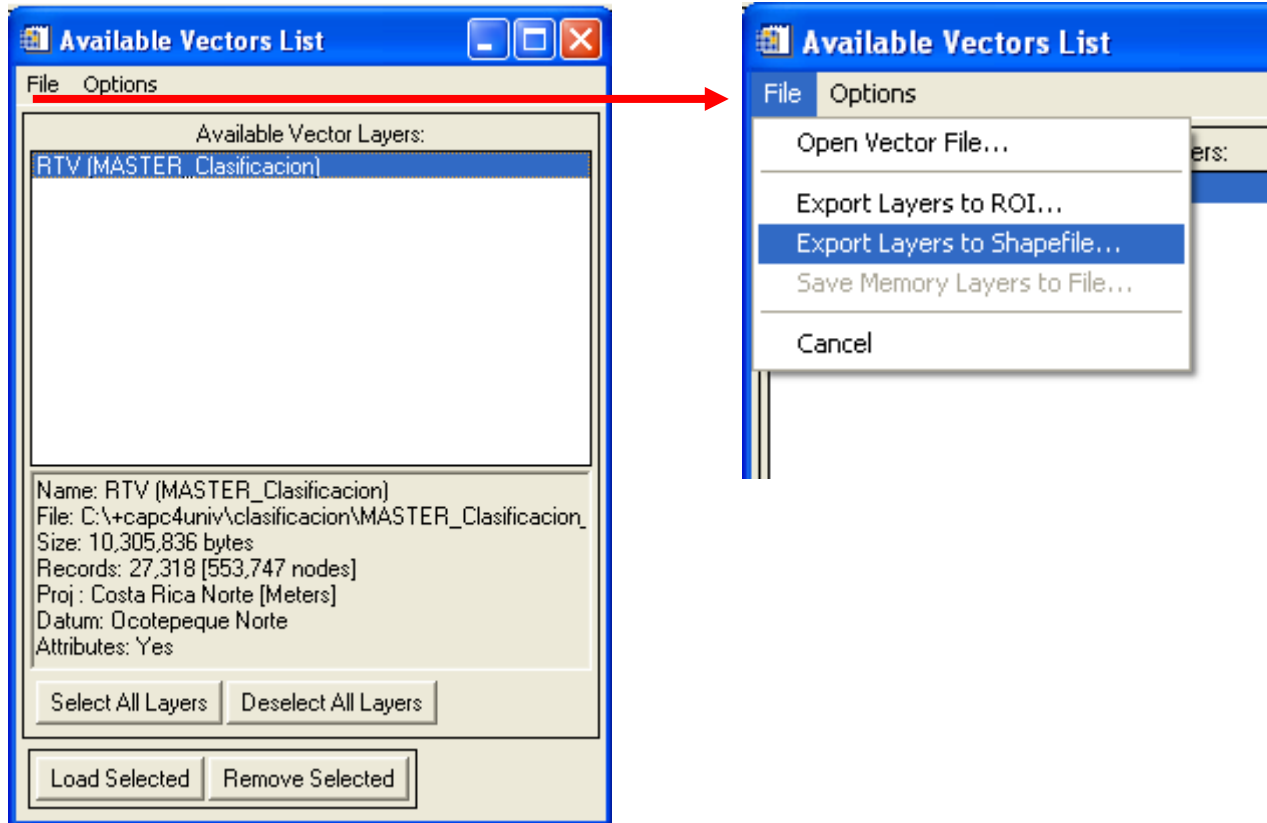 Available Vectors List
File Options
Available Vector Layers:
RTV (MASTER_Clasificacion)
Name: RTV (MASTER_Clasificacion)
File: C:\+capc4univ\clasificacion\MASTER_Clasificacion_
Size: 10,305,836 bytes
Records: 27,318 [553,747 nodes]
Proj : Costa Rica Norte [Meters]
Datum: Ocotepeque Norte
Attributes: Yes
Select All Layers Deselect All Layers
Load Selected Remove Selected
Available Vectors List
File Options
Open Vector File...
ers:
Export Layers to ROI...
Export Layers to Shapefile...
Save Memory Layers to File...
Cancel